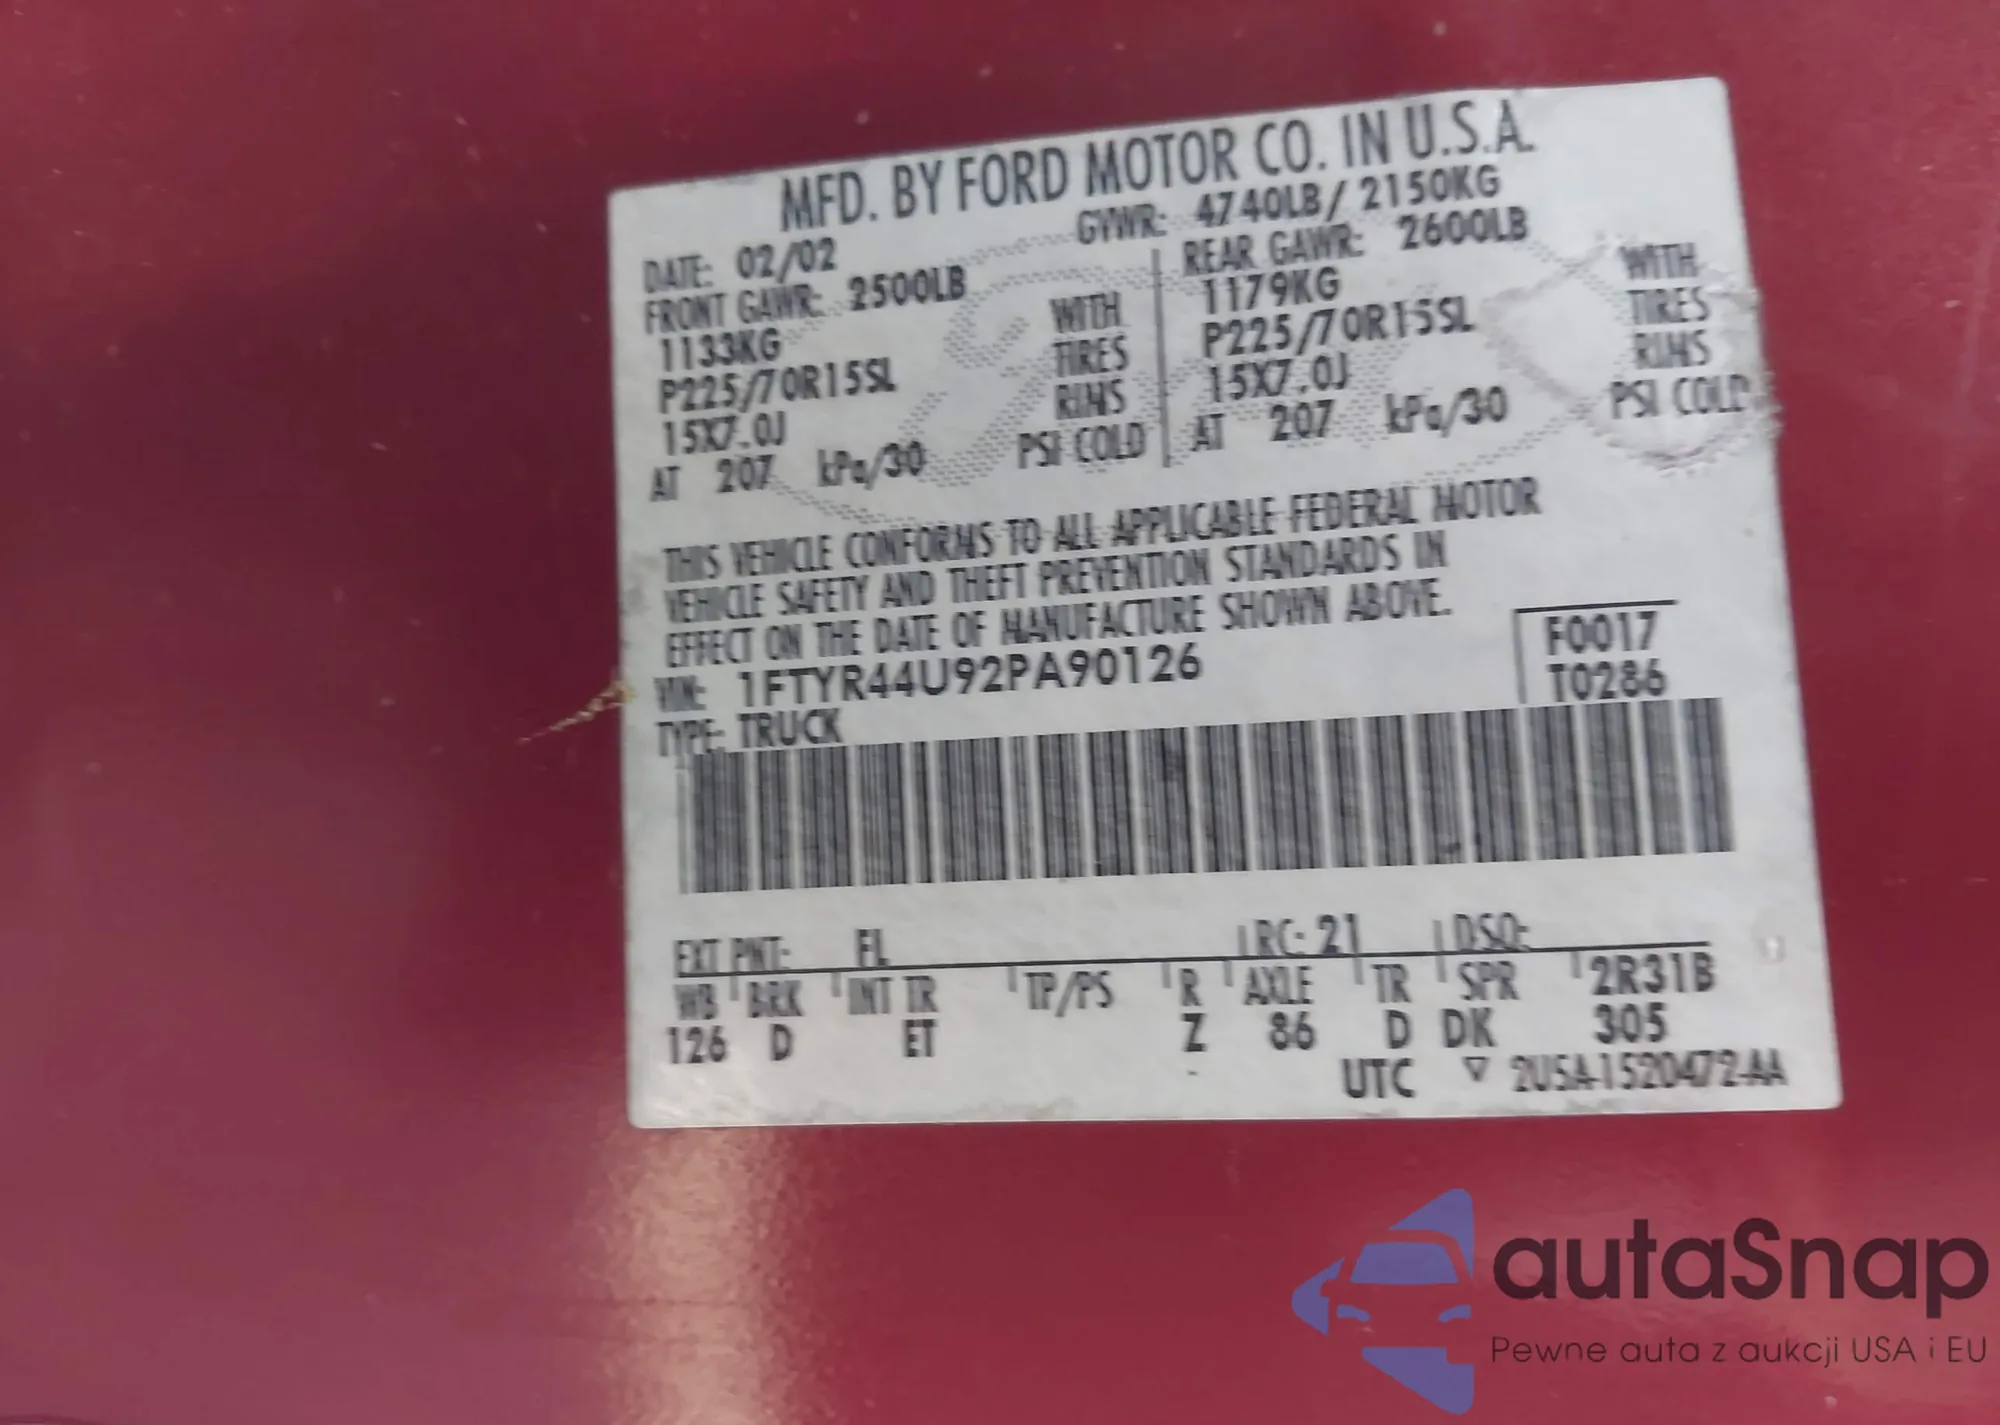 MFD. BY FORD MOTOR CO. IN U.S.A.
DATE: 02/02 GVWR: 4740LB/ 2150KG
FRONT GAWR: 2500LB REAR GAWR: 2600LB
1133KG WITH 1179KG WITH
P225/70R15SL TIRES P225/70R15SL TIRES
15X7.0J RIMS 15X7.0J RIMS
AT 207 kPa/30 PSI COLD AT 207 kPa/30 PSI COLD
THIS VEHICLE CONFORMS TO ALL APPLICABLE FEDERAL MOTOR
VEHICLE SAFETY AND THEFT PREVENTION STANDARDS IN
EFFECT ON THE DATE OF MANUFACTURE SHOWN ABOVE.
VIN: 1FTYR44U92PA90126 F0017
TYPE: TRUCK T0286
EXT PNT: EL RC: 21 DSO:
WB BRK INT TR TP/PS R AXLE TR SPR 2R31B
126 D ET Z 86 D DK 305
UTC ▽ 2U5A-1520472-AA
autaSnap
Pewne auta z aukcji USA i EU